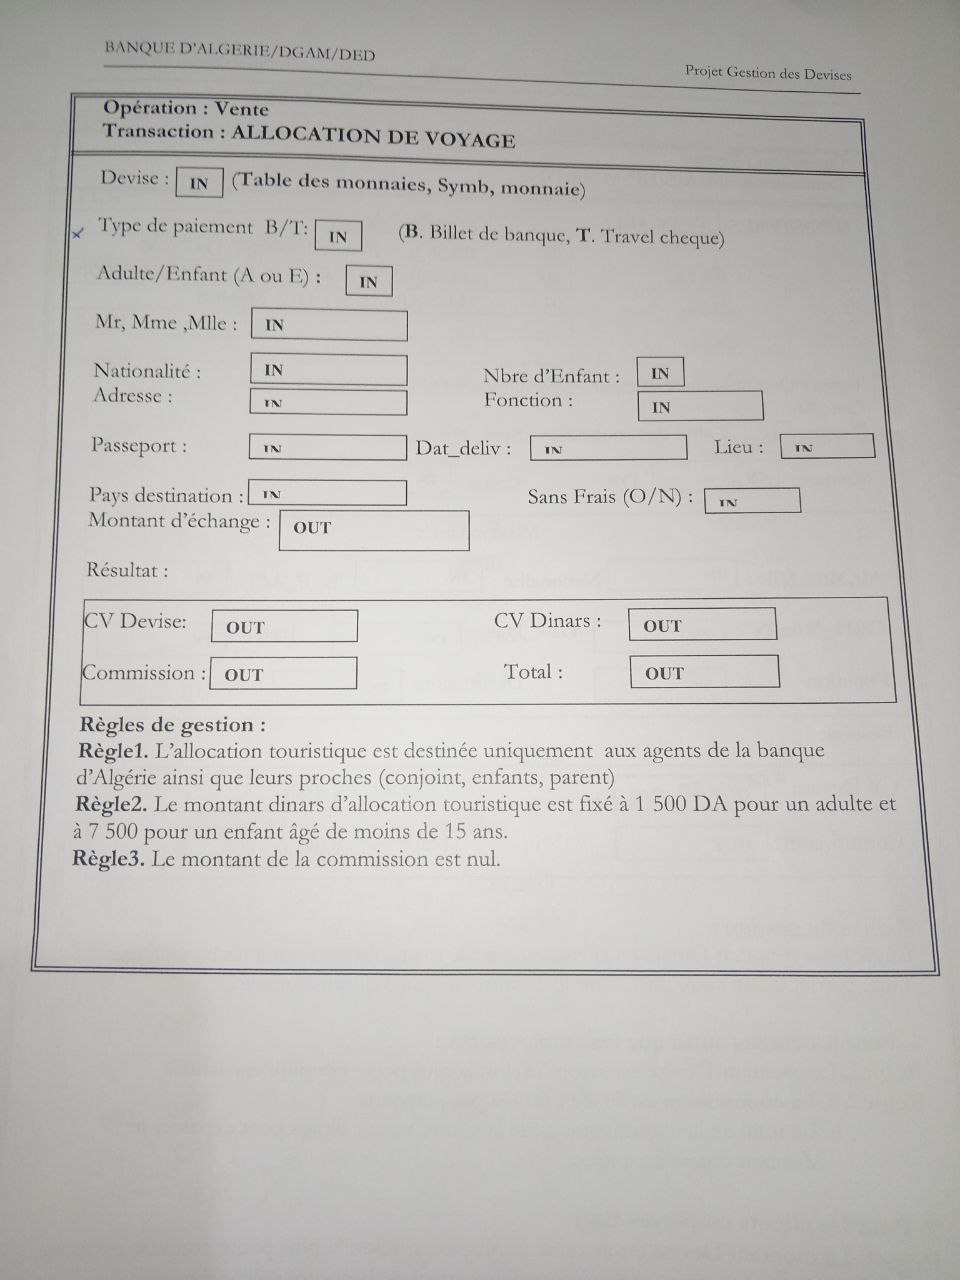 BANQUE D'ALGERIE/DGAM/DED
Projet Gestion des Devises
Opération : Vente
Transaction : ALLOCATION DE VOYAGE
Devise : IN (Table des monnaies, Symb, monnaie)
Type de paiement B/T: IN (B. Billet de banque, T. Travel cheque)
Adulte/Enfant (A ou E) : IN
Mr, Mme ,Mlle : IN
Nationalité : IN Nbre d'Enfant : IN
Adresse : IN Fonction : IN
Passeport : IN Dat_deliv : IN Lieu : IN
Pays destination : IN Sans Frais (O/N) : IN
Montant d'échange : OUT
Résultat :
CV Devise: OUT CV Dinars : OUT
Commission : OUT Total : OUT
Règles de gestion :
Règle1. L'allocation touristique est destinée uniquement aux agents de la banque
d'Algérie ainsi que leurs proches (conjoint, enfants, parent)
Règle2. Le montant dinars d'allocation touristique est fixé à 1 500 DA pour un adulte et
à 7 500 pour un enfant âgé de moins de 15 ans.
Règle3. Le montant de la commission est nul.